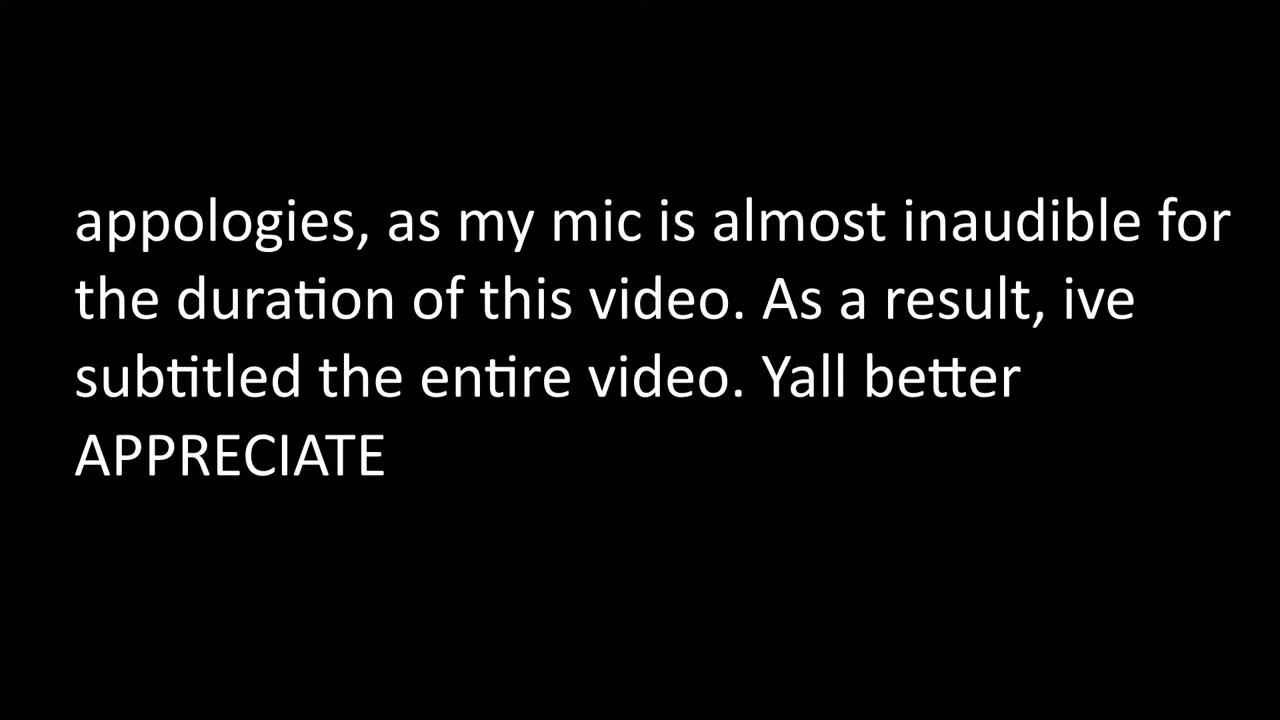 appologies, as my mic is almost inaudible for
the duration of this video. As a result, ive
subtitled the entire video. Yall better
APPRECIATE